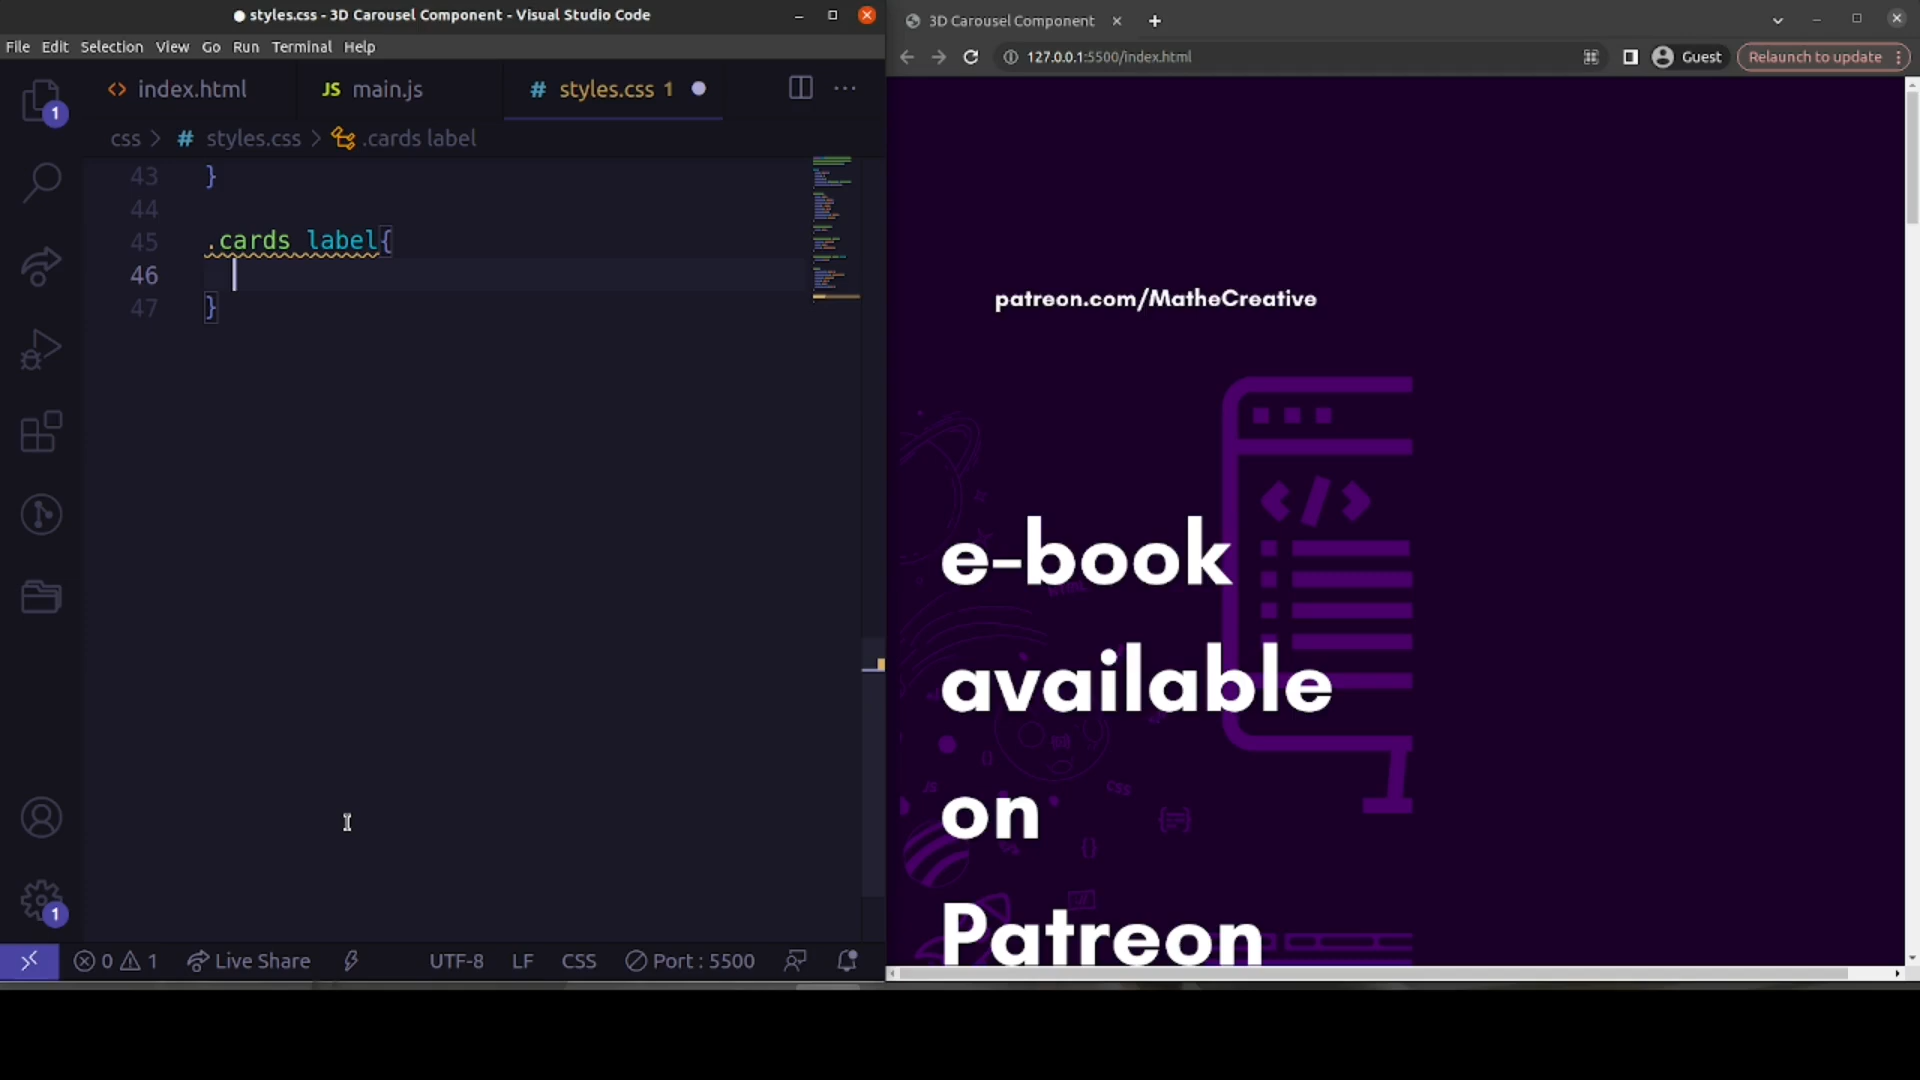 styles.css - 3D Carousel Component - Visual Studio Code
File Edit Selection View Go Run Terminal Help
1
<> index.html
JS main.js
# styles.css 1
css > # styles.css > .cards label
43 }
44
45 .cards label{
46
47 }
1
0 1 Live Share UTF-8 LF CSS Port : 5500
3D Carousel Component
127.0.0.1:5500/index.html Guest Relaunch to update
patreon.com/MatheCreative
</>
e-book
available
on
Patreon
CSS
{}